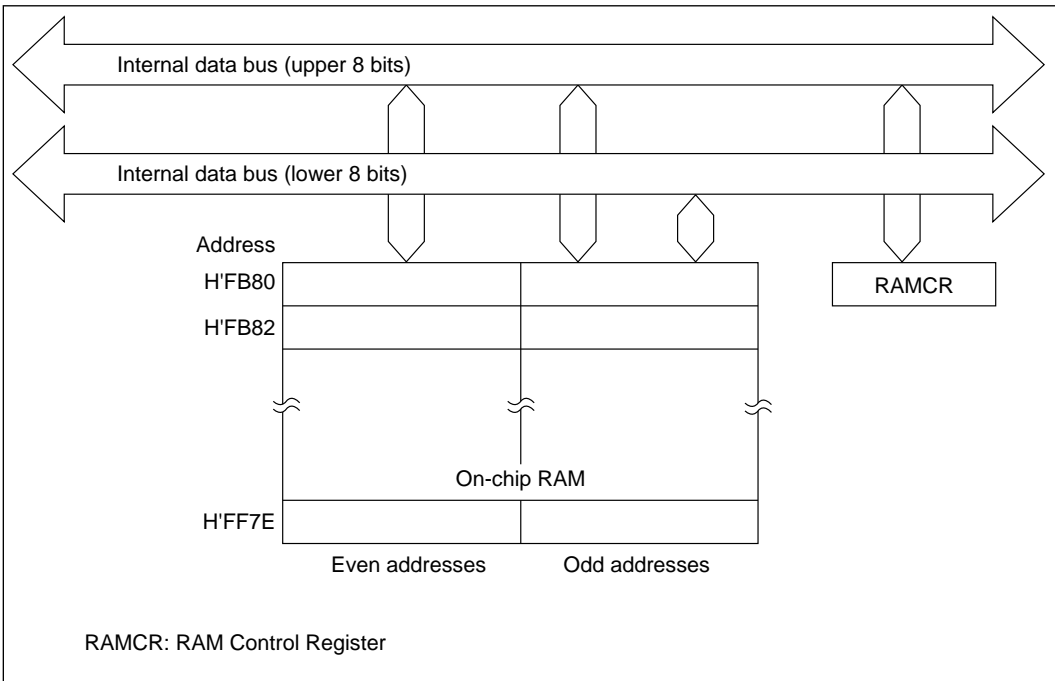 Internal data bus (upper 8 bits)
Internal data bus (lower 8 bits)
Address
H'FB80
RAMCR
H'FB82
On-chip RAM
H'FF7E
Even addresses
Odd addresses
RAMCR: RAM Control Register